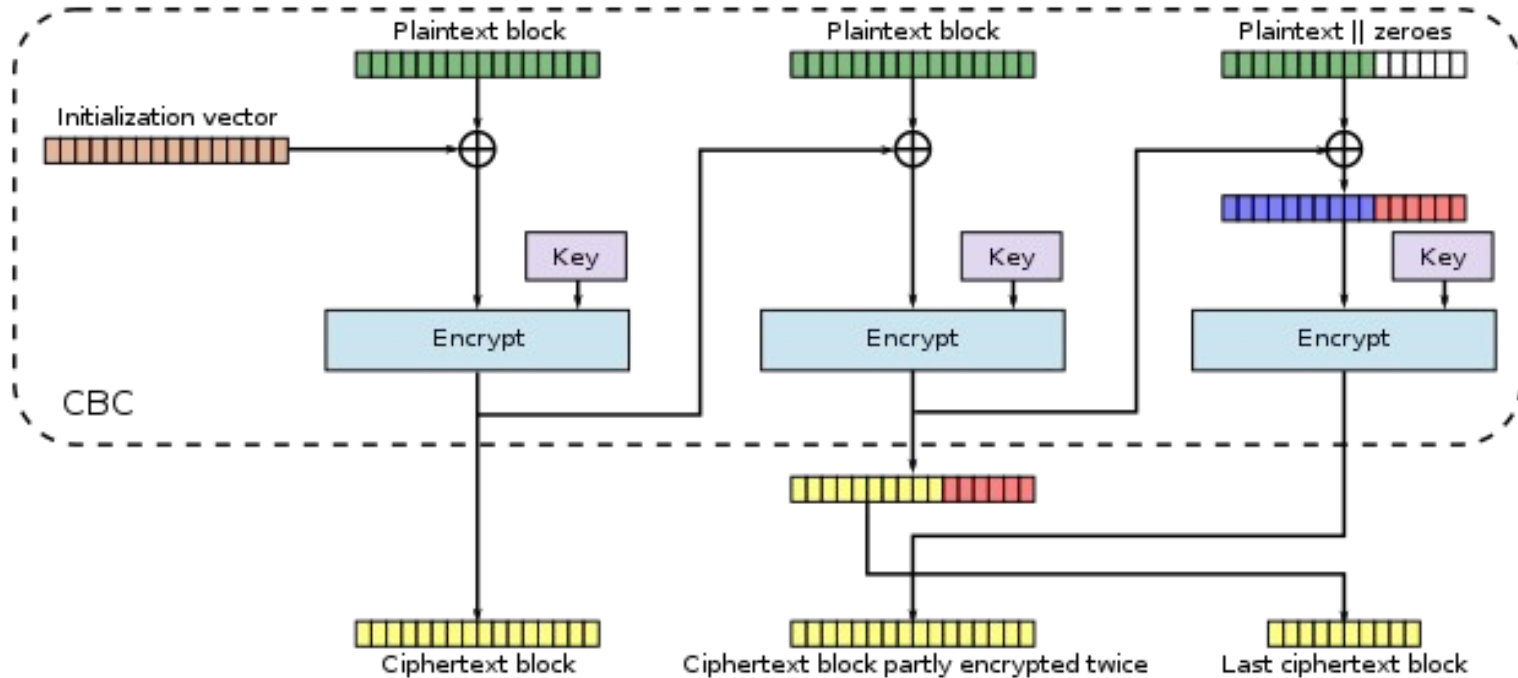 Plaintext block
Plaintext block
Plaintext || zeroes
Initialization vector
Key
Key
Key
Encrypt
Encrypt
Encrypt
CBC
Ciphertext block
Ciphertext block partly encrypted twice
Last ciphertext block